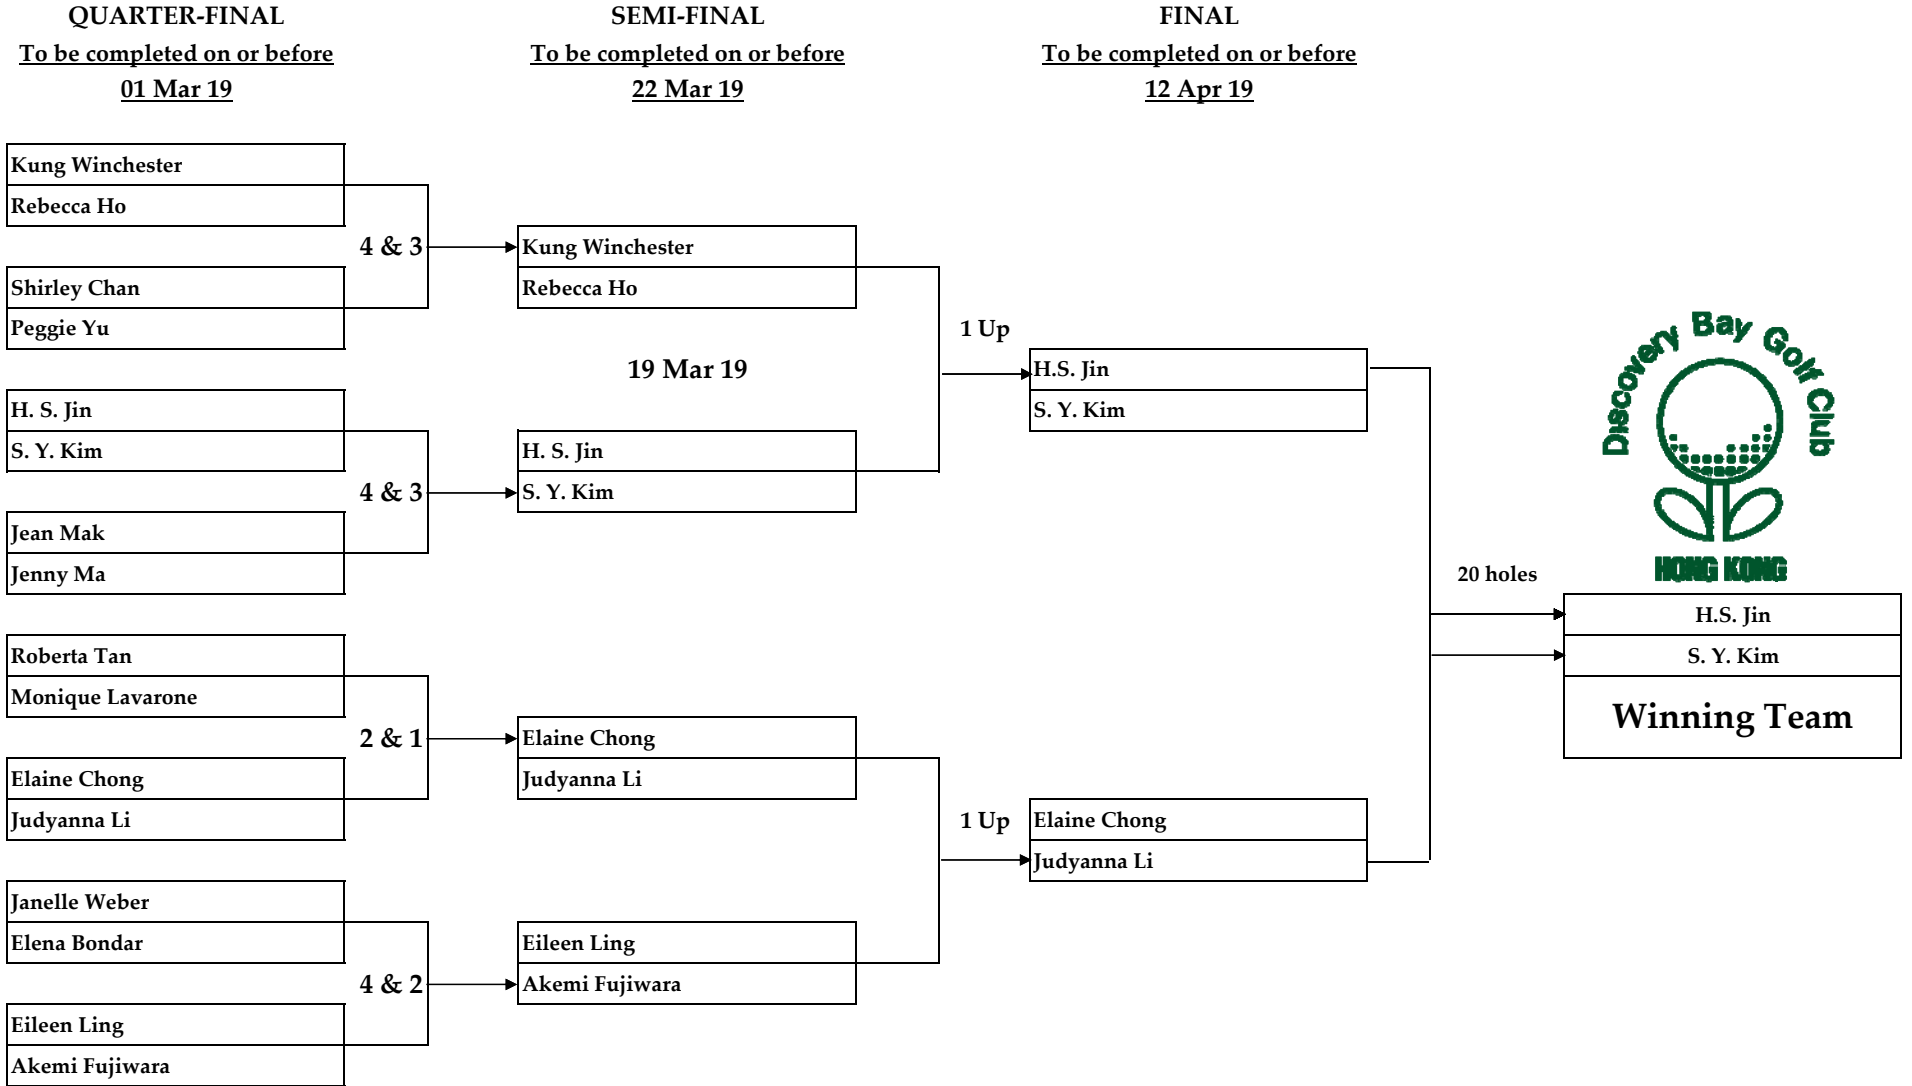 QUARTER-FINAL
To be completed on or before
01 Mar 19
SEMI-FINAL
To be completed on or before
22 Mar 19
FINAL
To be completed on or before
12 Apr 19
Kung Winchester
Rebecca Ho
4 & 3
Shirley Chan
Peggie Yu
H. S. Jin
S. Y. Kim
4 & 3
Jean Mak
Jenny Ma
Roberta Tan
Monique Lavarone
2 & 1
Elaine Chong
Judyanna Li
Janelle Weber
Elena Bondar
4 & 2
Eileen Ling
Akemi Fujiwara
Kung Winchester
Rebecca Ho
1 Up
19 Mar 19
H. S. Jin
S. Y. Kim
Elaine Chong
Judyanna Li
1 Up
Eileen Ling
Akemi Fujiwara
H.S. Jin
S. Y. Kim
20 holes
Elaine Chong
Judyanna Li
Discovery Bay Golf Club
HONG KONG
H.S. Jin
S. Y. Kim
Winning Team